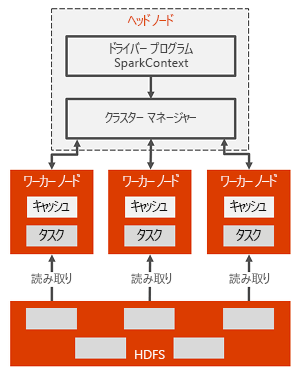 ヘッド ノード
ドライバー プログラム
SparkContext
クラスター マネージャー
ワーカー ノード
ワーカー ノード
ワーカー ノード
キャッシュ
キャッシュ
キャッシュ
タスク
タスク
タスク
読み取り
読み取り
読み取り
HDFS